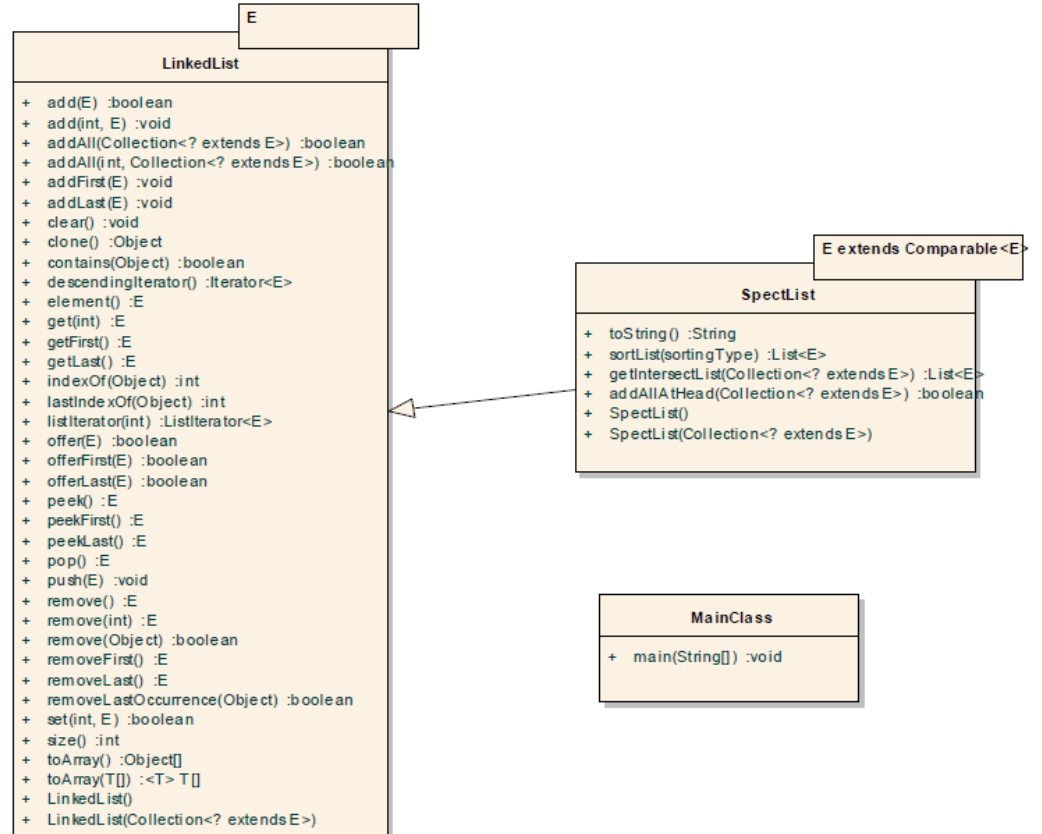 E
LinkedList
+ add(E) :boolean
+ add(int, E) :void
+ addAll(Collection<? extends E>) :boolean
+ addAll(int, Collection<? extends E>) :boolean
+ addFirst(E) :void
+ addLast(E) :void
+ clear() :void
+ clone() :Object
+ contains(Object) :boolean
+ descendingIterator() :Iterator<E>
+ element() :E
+ get(int) :E
+ getFirst() :E
+ getLast() :E
+ indexOf(Object) :int
+ lastIndexOf(Object) :int
+ listIterator(int) :ListIterator<E>
+ offer(E) :boolean
+ offerFirst(E) :boolean
+ offerLast(E) :boolean
+ peek() :E
+ peekFirst() :E
+ peekLast() :E
+ pop() :E
+ push(E) :void
+ remove() :E
+ remove(int) :E
+ remove(Object) :boolean
+ removeFirst() :E
+ removeLast() :E
+ removeLastOccurrence(Object) :boolean
+ set(int, E) :boolean
+ size() :int
+ toArray() :Object[]
+ toArray(T[]) :<T> T[]
+ LinkedList()
+ LinkedList(Collection<? extends E>)
E extends Comparable<E>
SpectList
+ toString() :String
+ sortList(sortingType) :List<E>
+ getIntersectList(Collection<? extends E>) :List<E>
+ addAllAtHead(Collection<? extends E>) :boolean
+ SpectList()
+ SpectList(Collection<? extends E>)
MainClass
+ main(String[]) :void